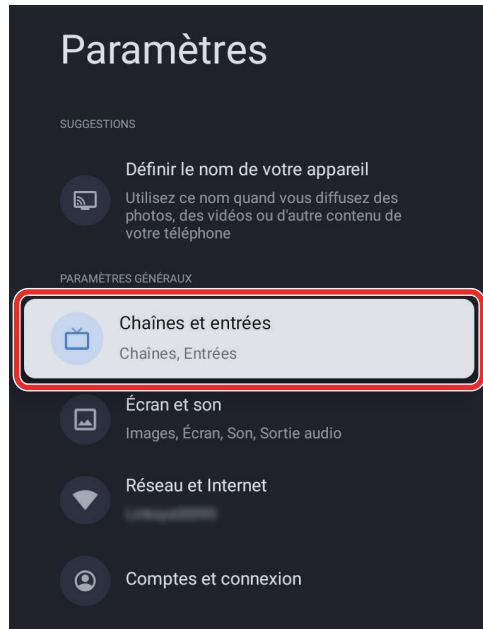 Paramètres
SUGGESTIONS
Définir le nom de votre appareil
Utilisez ce nom quand vous diffusez des
photos, des vidéos ou d'autre contenu de
votre téléphone
PARAMÈTRES GÉNÉRAUX
Chaînes et entrées
Chaînes, Entrées
Écran et son
Images, Écran, Son, Sortie audio
Réseau et Internet
Comptes et connexion